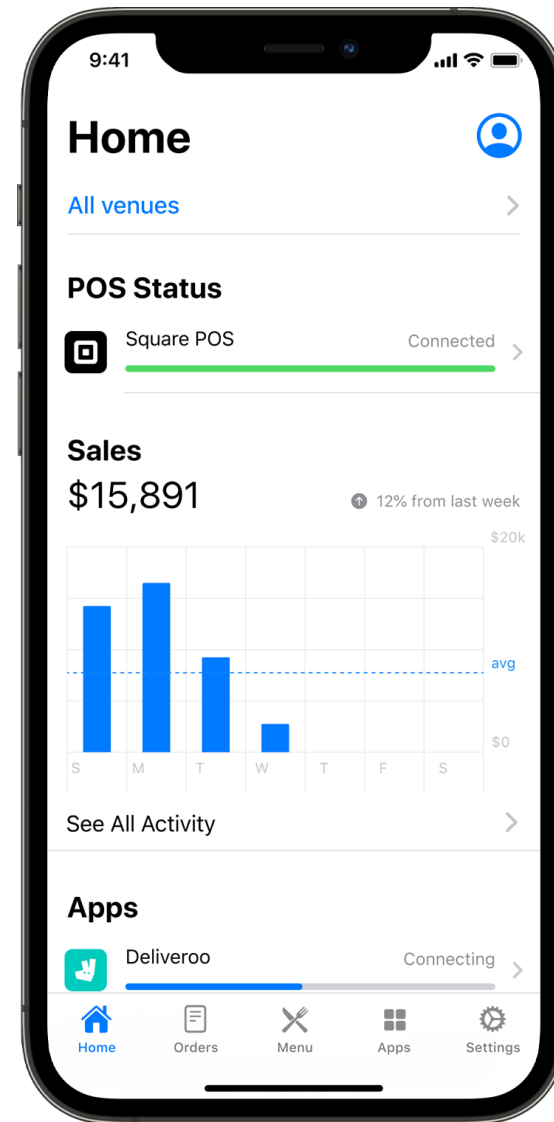 9:41
Home
All venues
POS Status
Square POS Connected
Sales
$15,891 12% from last week
$20k
avg
$0
S M T W T F S
See All Activity
Apps
Deliveroo Connecting
Home Orders Menu Apps Settings